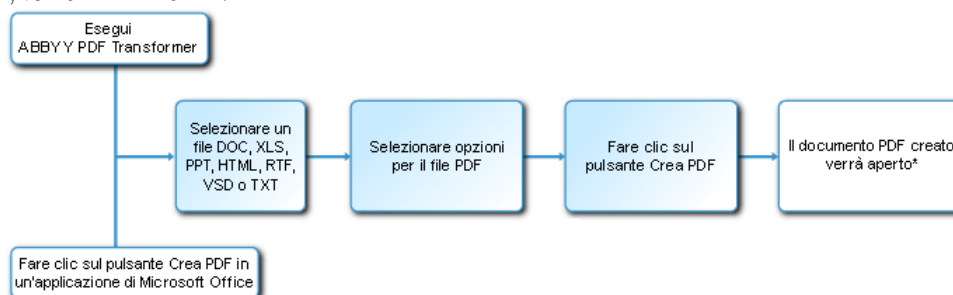 Esegui
ABBYY PDF Transformer
Selezionare un
file DOC, XLS,
PPT, HTML, RTF,
VSD o TXT
Selezionare opzioni
per il file PDF
Fare clic sul
pulsante Crea PDF
Il documento PDF creato
verrà aperto*
Fare clic sul pulsante Crea PDF in
un'applicazione di Microsoft Office